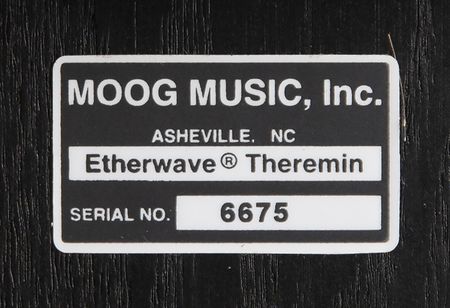 MOOG MUSIC, Inc.
ASHEVILLE, NC
Etherwave® Theremin
SERIAL NO. 6675